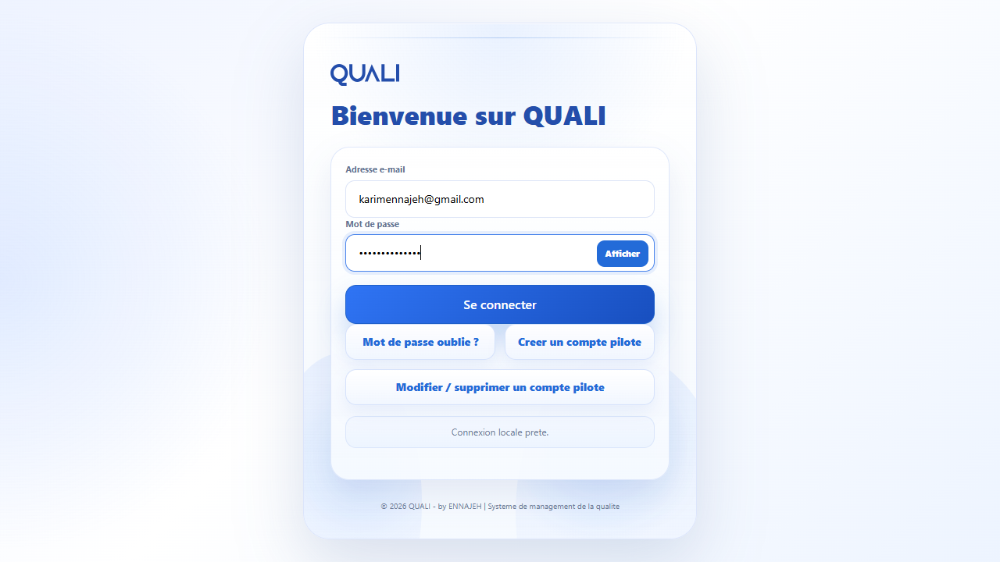 QUALI
Bienvenue sur QUALI
Adresse e-mail
karimennajeh@gmail.com
Mot de passe
••••••••••••••
Afficher
Se connecter
Mot de passe oublie ?
Creer un compte pilote
Modifier / supprimer un compte pilote
Connexion locale prete.
© 2026 QUALI - by ENNAJEH | Systeme de management de la qualite